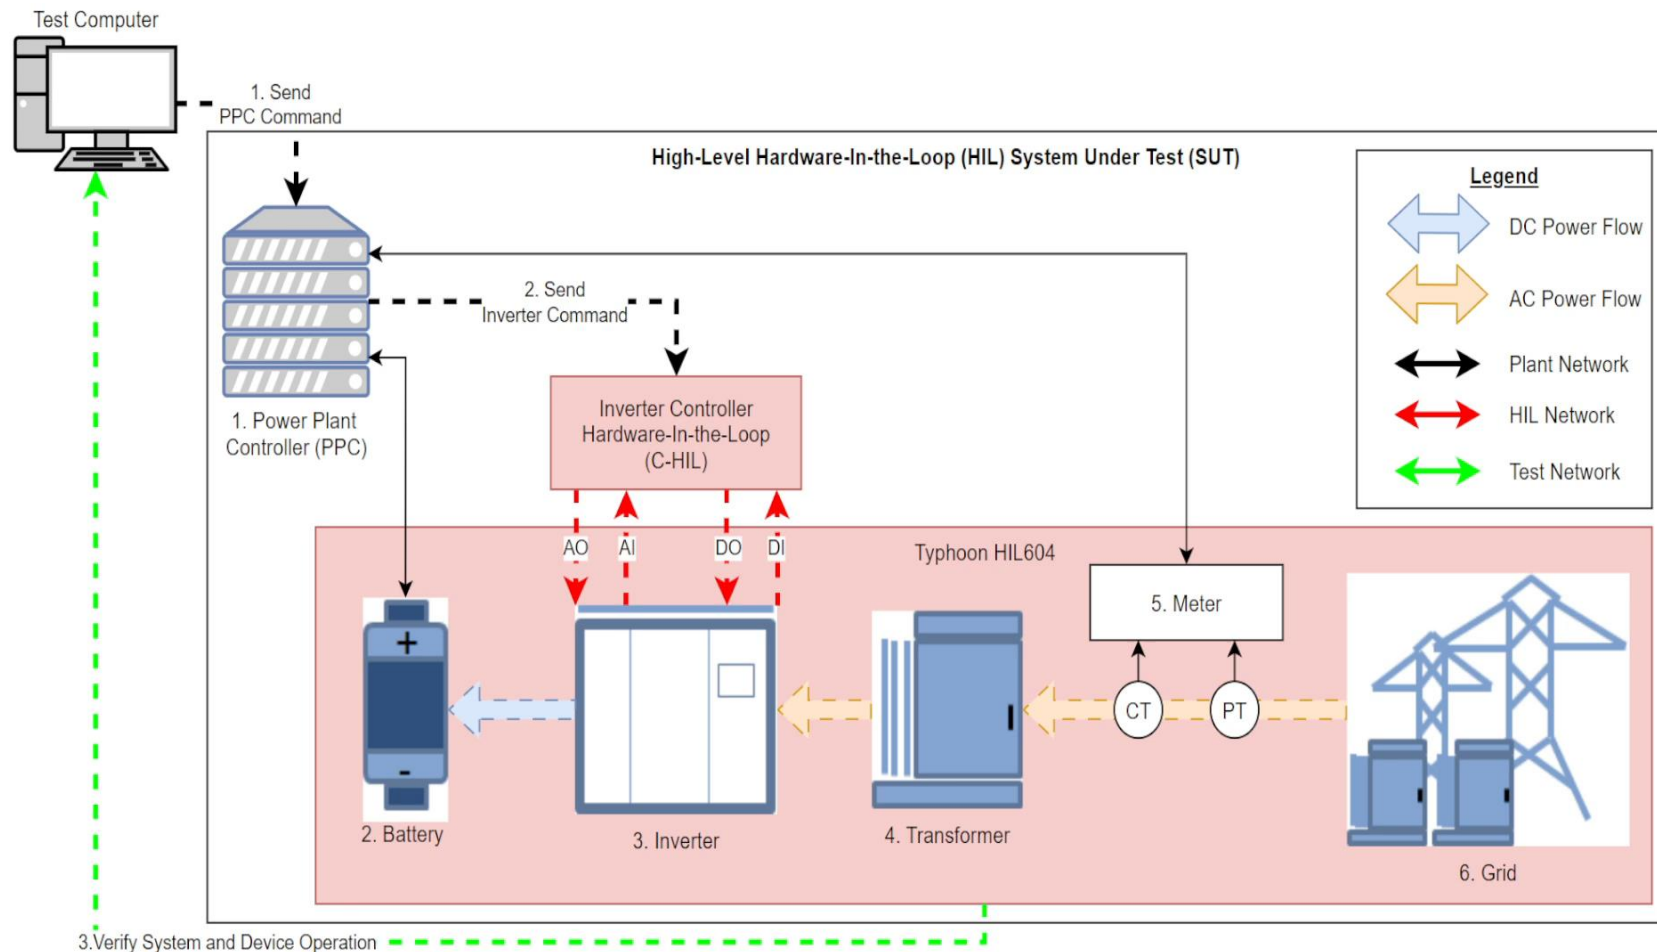 Test Computer
1. Send
PPC Command
High-Level Hardware-In-the-Loop (HIL) System Under Test (SUT)
Legend
DC Power Flow
AC Power Flow
Plant Network
HIL Network
Test Network
2. Send
Inverter Command
1. Power Plant
Controller (PPC)
Inverter Controller
Hardware-In-the-Loop
(C-HIL)
AO
AI
DO
DI
Typhoon HIL604
5. Meter
CT
PT
+
-
2. Battery
3. Inverter
4. Transformer
6. Grid
3.Verify System and Device Operation